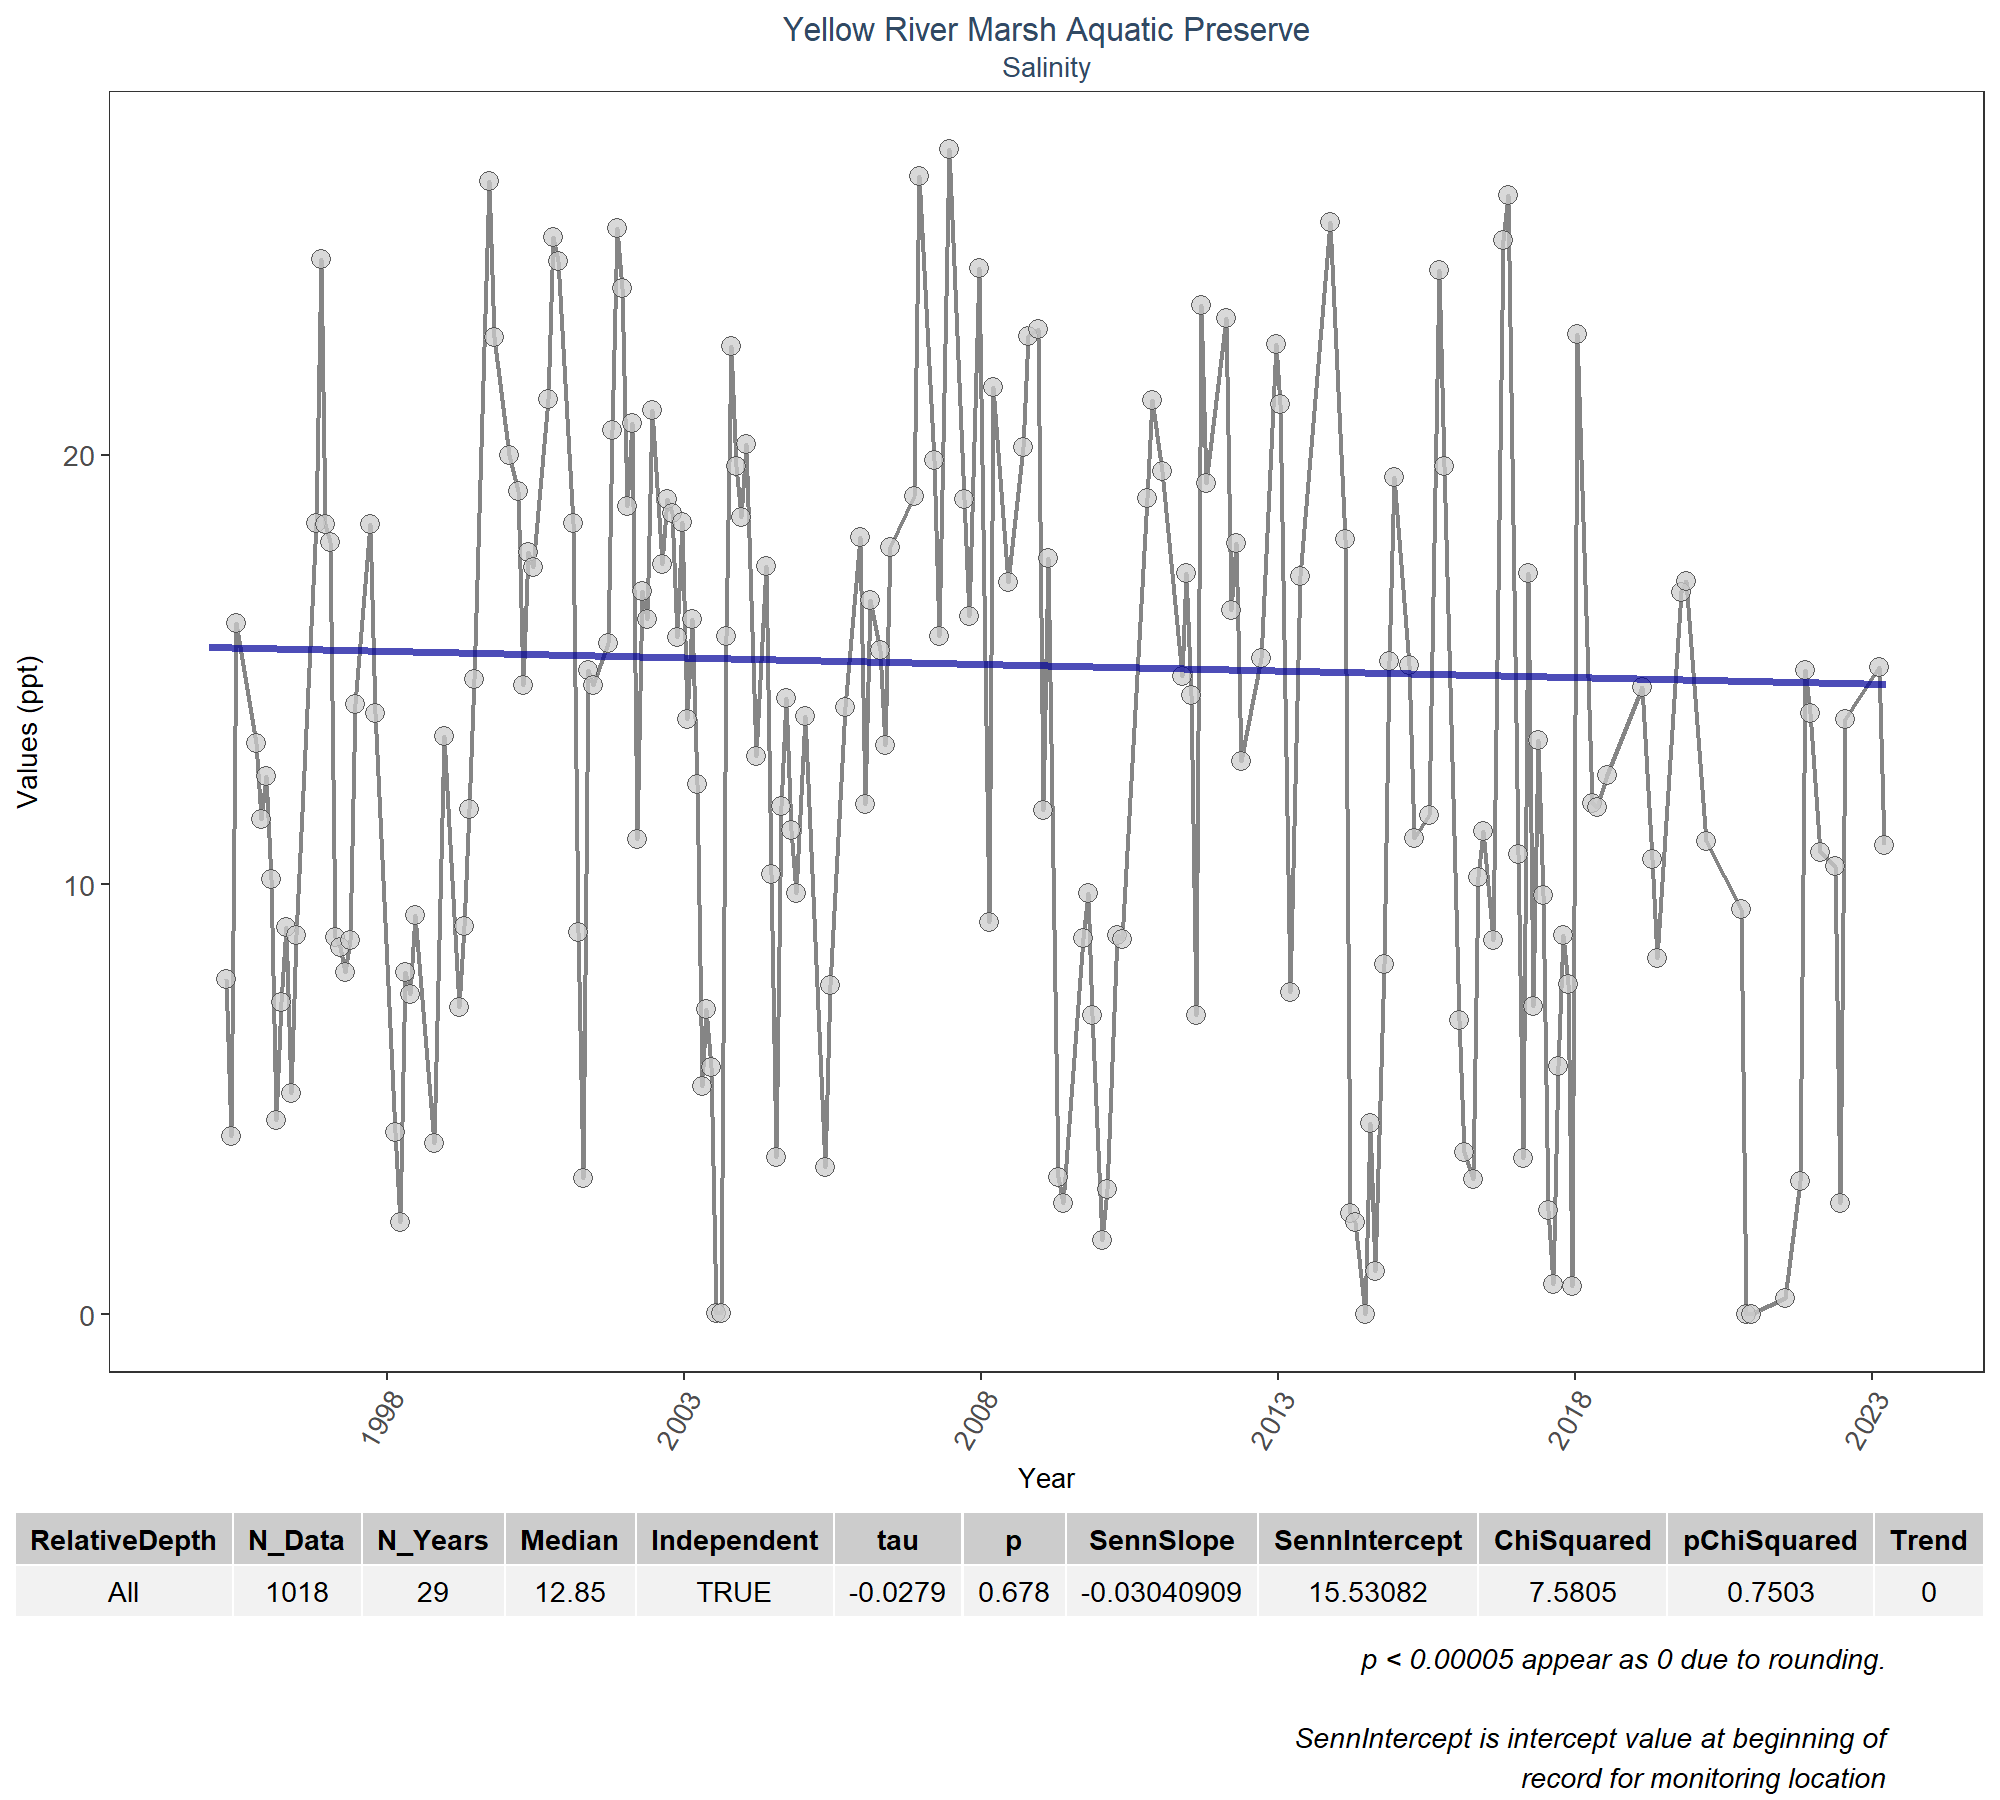 Yellow River Marsh Aquatic Preserve
Salinity
Values (ppt)
20
10
0
1998 2003 2008 2013 2018 2023
Year
RelativeDepth N_Data N_Years Median Independent tau p SennSlope SennIntercept ChiSquared pChiSquared Trend
All 1018 29 12.85 TRUE -0.0279 0.678 -0.03040909 15.53082 7.5805 0.7503 0
p < 0.00005 appear as 0 due to rounding.
SennIntercept is intercept value at beginning of
record for monitoring location